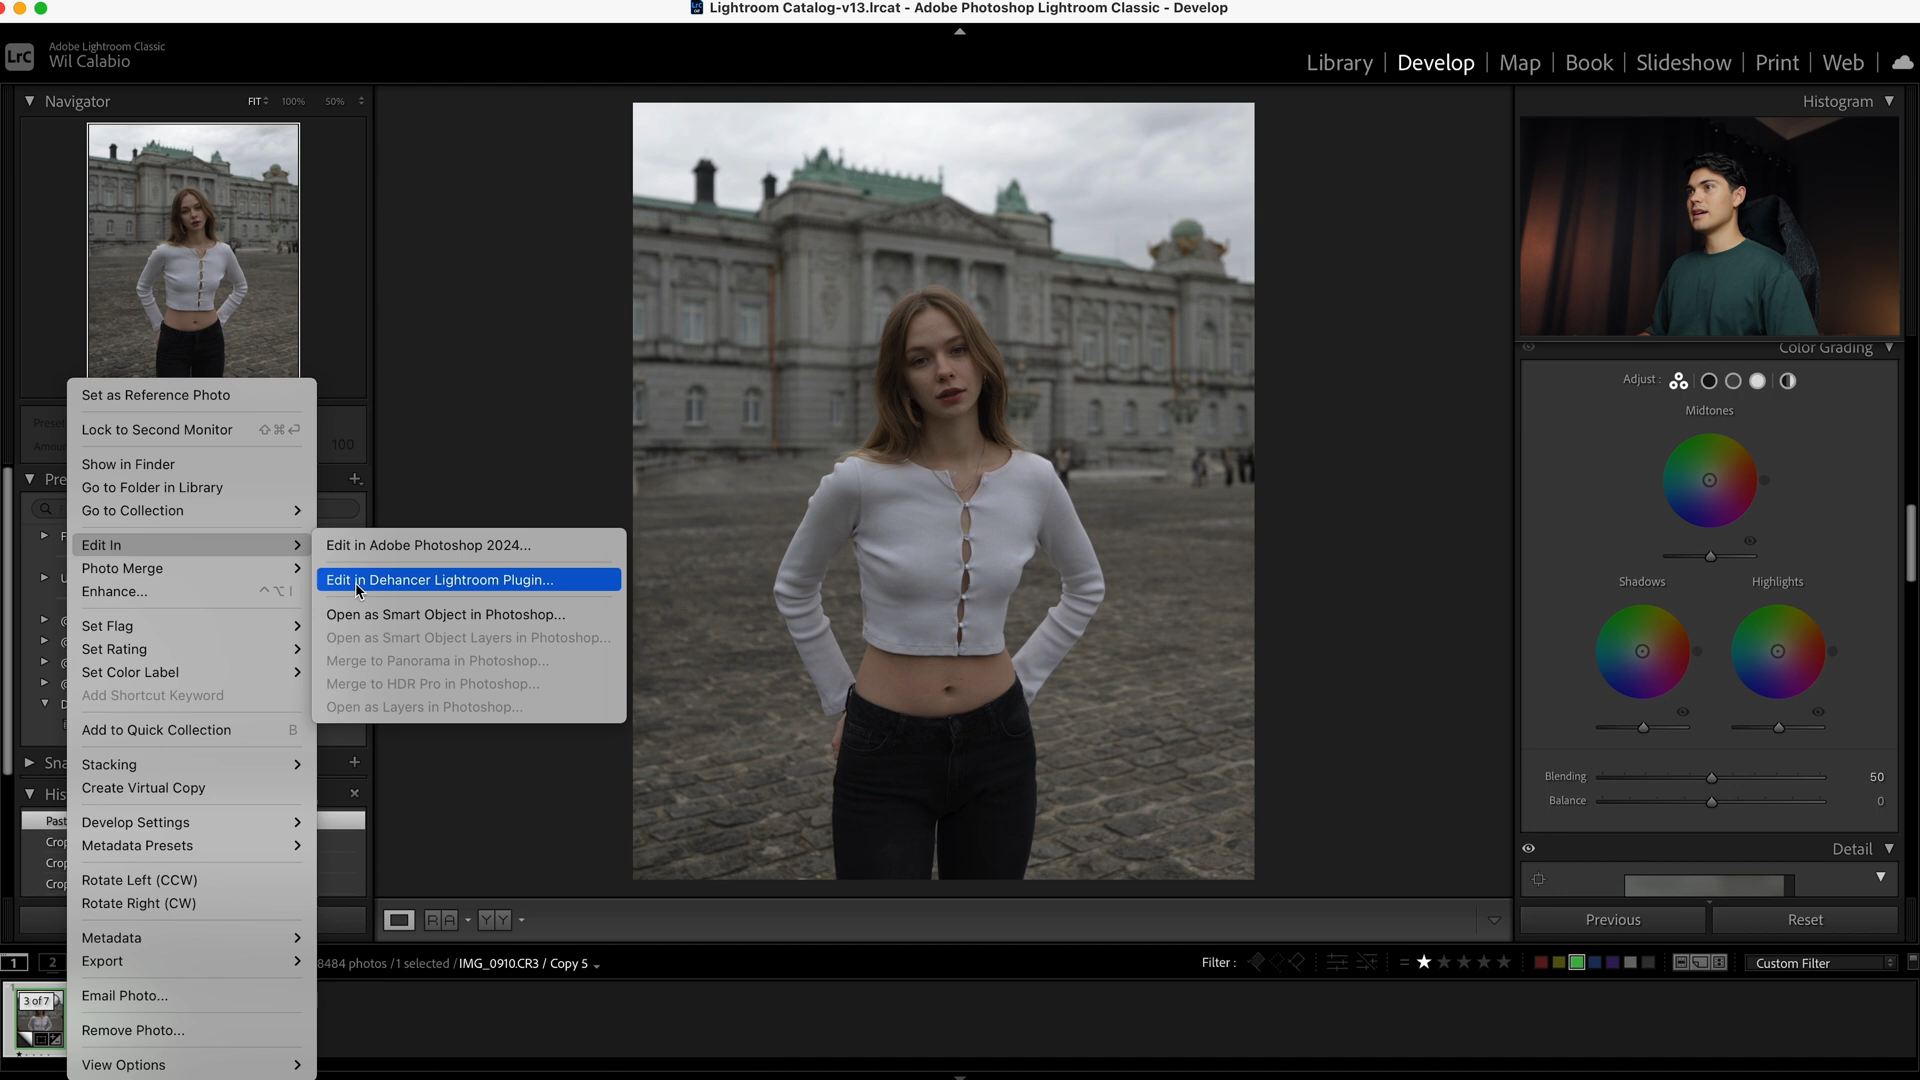 Lightroom Catalog-v13.lrcat - Adobe Photoshop Lightroom Classic - Develop
LrC
Adobe Lightroom Classic
Wil Calabio
Library | Develop | Map | Book | Slideshow | Print | Web
Navigator
FIT 100% 50%
Histogram
Set as Reference Photo
Lock to Second Monitor ⇧⌘↩
100
Show in Finder
Go to Folder in Library
Go to Collection
Edit In
Photo Merge
Enhance... ^⌥I
Set Flag
Set Rating
Set Color Label
Add Shortcut Keyword
Add to Quick Collection B
Stacking
Create Virtual Copy
Develop Settings
Metadata Presets
Rotate Left (CCW)
Rotate Right (CW)
Metadata
Export
Email Photo...
Remove Photo...
View Options
Edit in Adobe Photoshop 2024...
Edit in Dehancer Lightroom Plugin...
Open as Smart Object in Photoshop...
Open as Smart Object Layers in Photoshop...
Merge to Panorama in Photoshop...
Merge to HDR Pro in Photoshop...
Open as Layers in Photoshop...
Color Grading
Adjust :
Midtones
Shadows Highlights
Blending 50
Balance 0
Detail
Previous Reset
RA YY
1 2
8484 photos /1 selected / IMG_0910.CR3 / Copy 5
Filter : Custom Filter
3 of 7